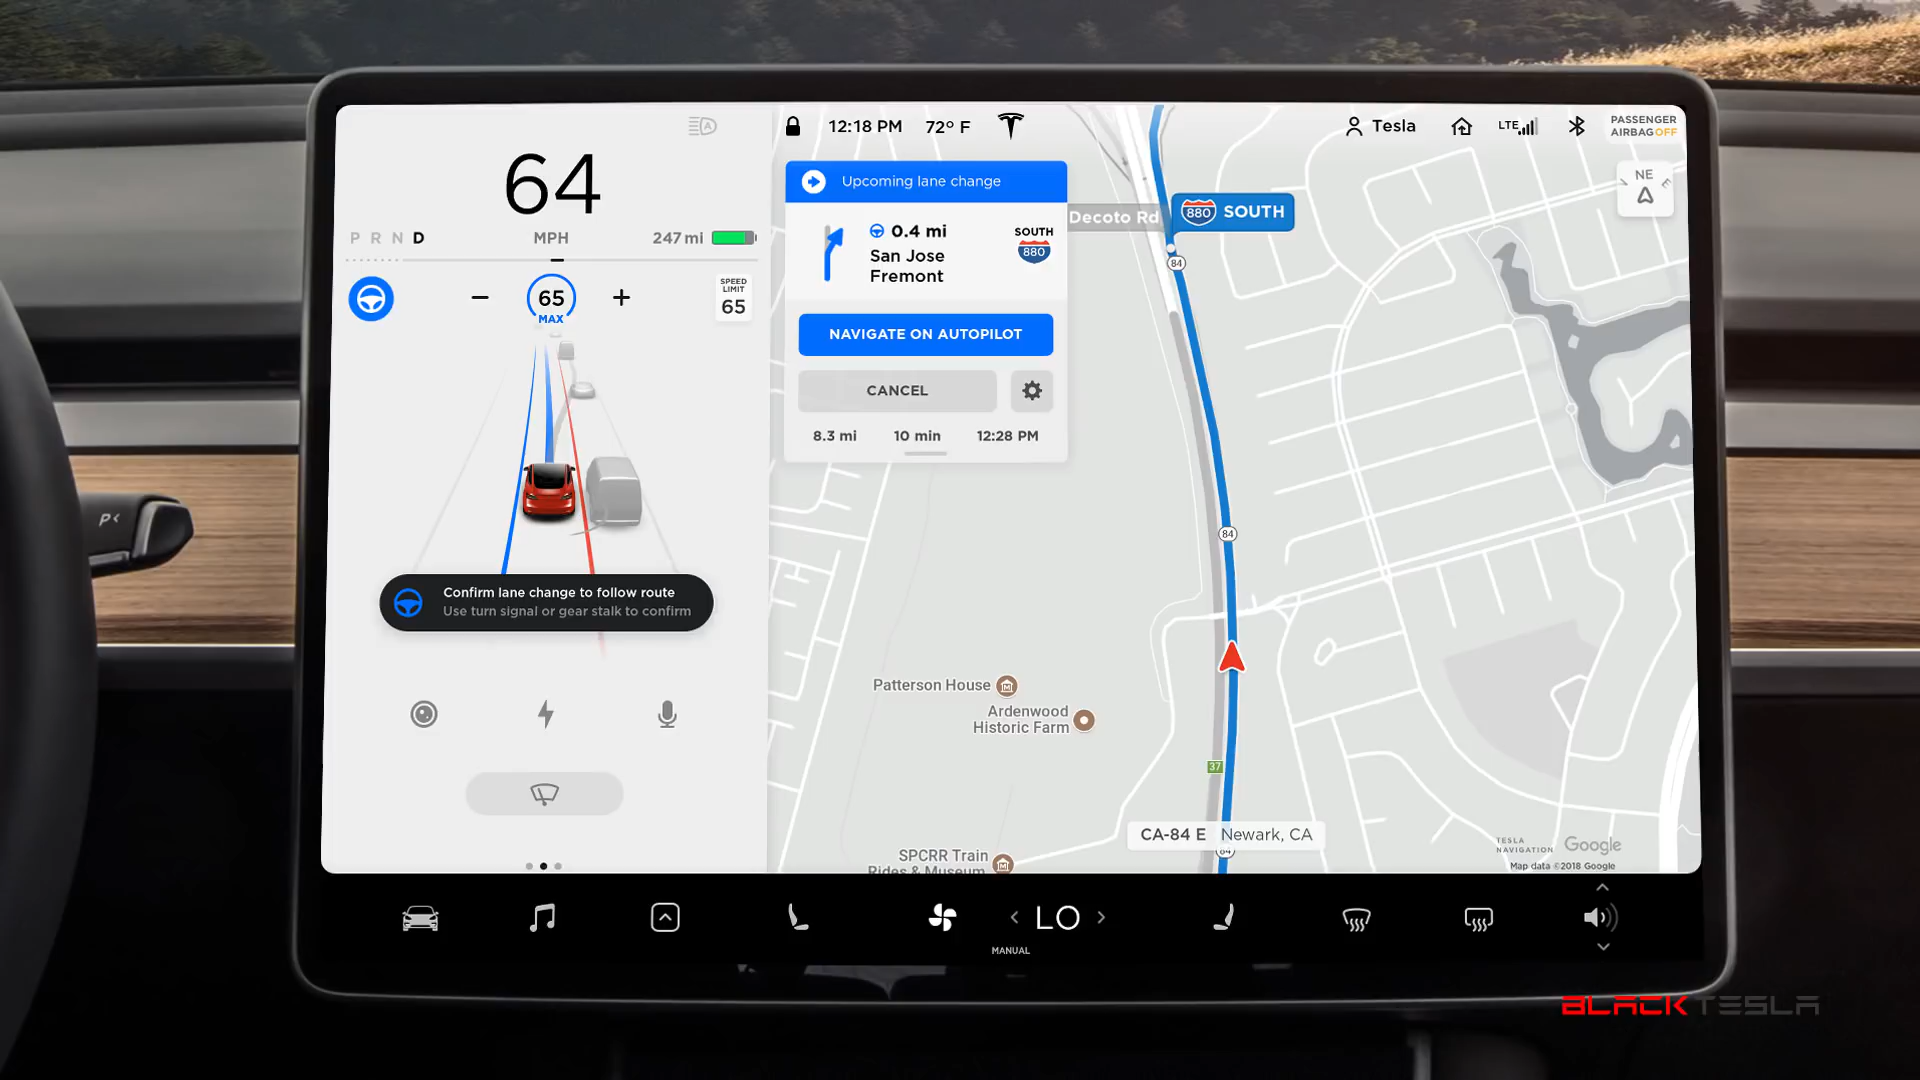 12:18 PM
72° F
Tesla
LTE
PASSENGER
AIRBAG OFF
64
P R N D
MPH
247 mi
65
MAX
SPEED
LIMIT
65
Upcoming lane change
0.4 mi
San Jose
Fremont
SOUTH
880
NAVIGATE ON AUTOPILOT
CANCEL
8.3 mi
10 min
12:28 PM
Decoto Rd
880 SOUTH
NE
84
84
Confirm lane change to follow route
Use turn signal or gear stalk to confirm
P<
Patterson House
Ardenwood
Historic Farm
37
CA-84 E Newark, CA
84
SPCRR Train
Rides & Museum
TESLA
NAVIGATION
Google
Map data ©2018 Google
< LO >
MANUAL
BLACKTESLA